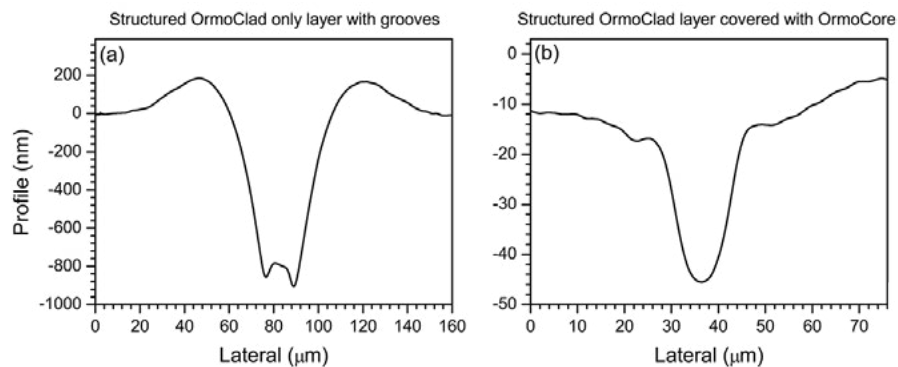 Structured OrmoClad only layer with grooves
Structured OrmoClad layer covered with OrmoCore
(a)
200
0
-200
-400
-600
-800
-1000
Profile (nm)
0 20 40 60 80 100 120 140 160
Lateral (μm)
(b)
0
-10
-20
-30
-40
-50
0 10 20 30 40 50 60 70
Lateral (μm)